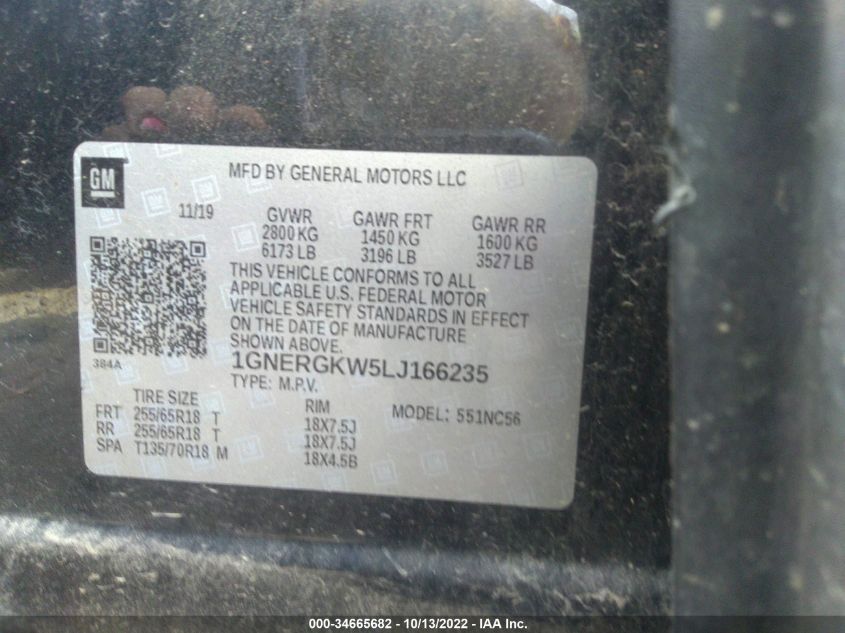 GM
MFD BY GENERAL MOTORS LLC
11/19 GVWR GAWR FRT GAWR RR
2800 KG 1450 KG 1600 KG
6173 LB 3196 LB 3527 LB
THIS VEHICLE CONFORMS TO ALL
APPLICABLE U.S. FEDERAL MOTOR
VEHICLE SAFETY STANDARDS IN EFFECT
ON THE DATE OF MANUFACTURE
SHOWN ABOVE.
384A
1GNERGKW5LJ166235
TYPE: M.P.V.
TIRE SIZE RIM MODEL: 551NC56
FRT 255/65R18 T 18X7.5J
RR 255/65R18 T 18X7.5J
SPA T135/70R18 M 18X4.5B
000-34665682 - 10/13/2022 - IAA Inc.